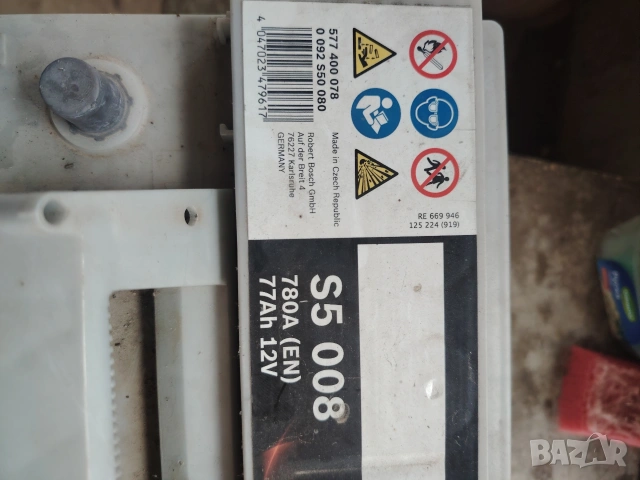 577 400 078
0 092 S50 080
4 047023 479617
Made in Czech Republic
Robert Bosch GmbH
Auf der Breit 4
76227 Karlsruhe
GERMANY
RE 669 946
125 224 (919)
S5 008
780A (EN)
77Ah 12V
BAZAR